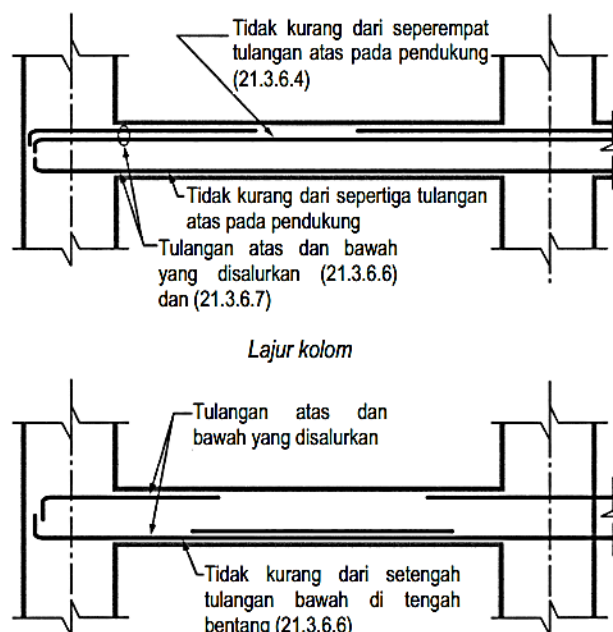 Tidak kurang dari seperempat
tulangan atas pada pendukung
(21.3.6.4)
Tidak kurang dari sepertiga tulangan
atas pada pendukung
Tulangan atas dan bawah
yang disalurkan (21.3.6.6)
dan (21.3.6.7)
Lajur kolom
Tulangan atas dan
bawah yang disalurkan
Tidak kurang dari setengah
tulangan bawah di tengah
bentang (21.3.6.6)